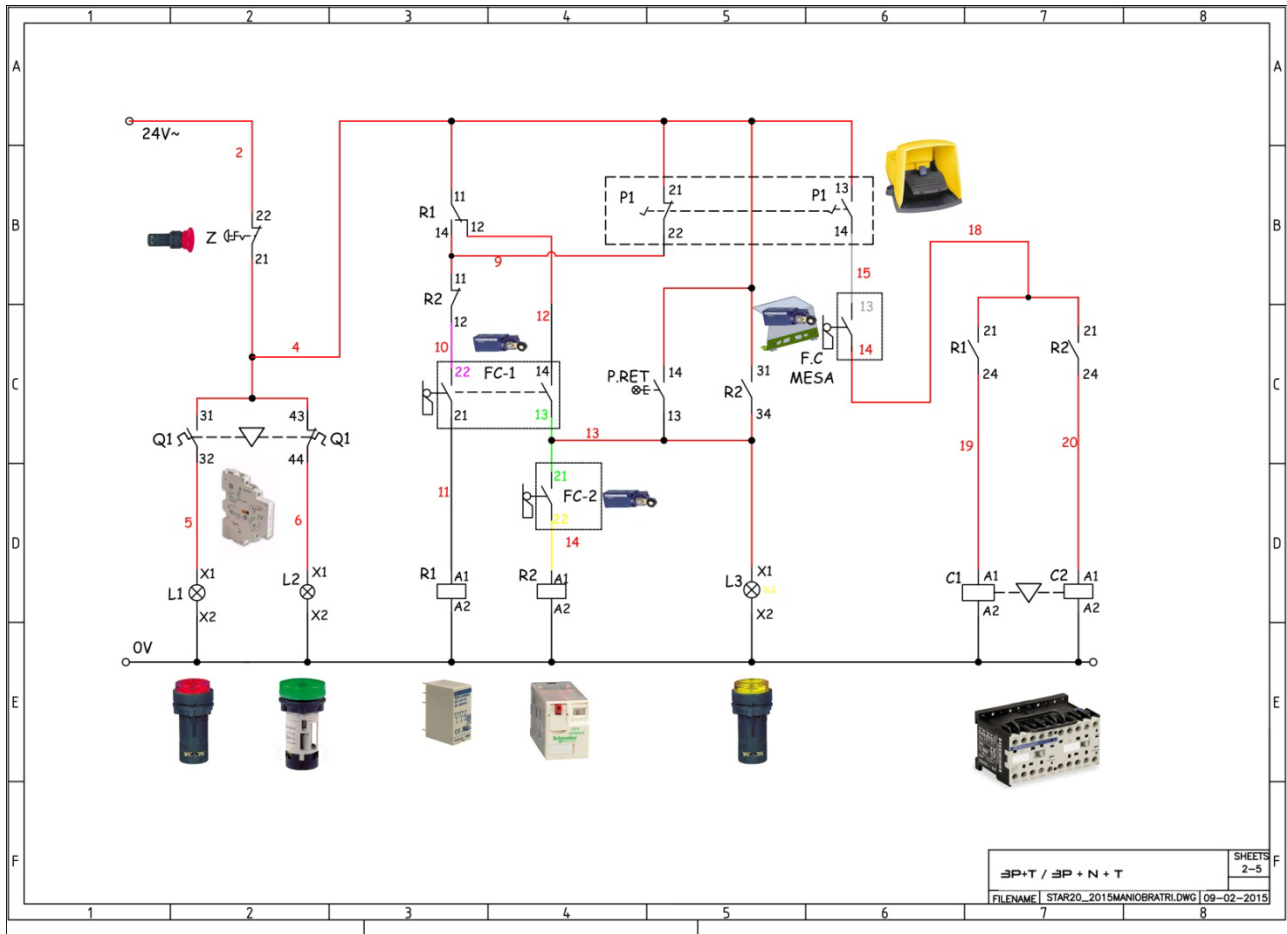 1 2 3 4 5 6 7 8
A A
24V~
2
22
Z
21
B B
11
R1
14 12
9
11
R2
12
10
12
P1 21
22
P1 13
14
15
18
4
C C
22 FC-1 14
21 13
P.RET 14
13
31
R2
34
13
14
F.C
MESA
R1 21
24
R2 21
24
31 43
Q1 Q1
32 44
13
21
FC-2
22
14
11
19 20
D D
5 6
L1 X1
X2
L2 X1
X2
R1 A1
A2
R2 A1
A2
L3 X1
NA
X2
C1 A1
A2
C2 A1
A2
0V
E E
Schneider
F F
3P+T / 3P + N + T
SHEETS
2-5
FILENAME STAR20_2015MANIOBRATRI.DWG 09-02-2015
1 2 3 4 5 6 7 8